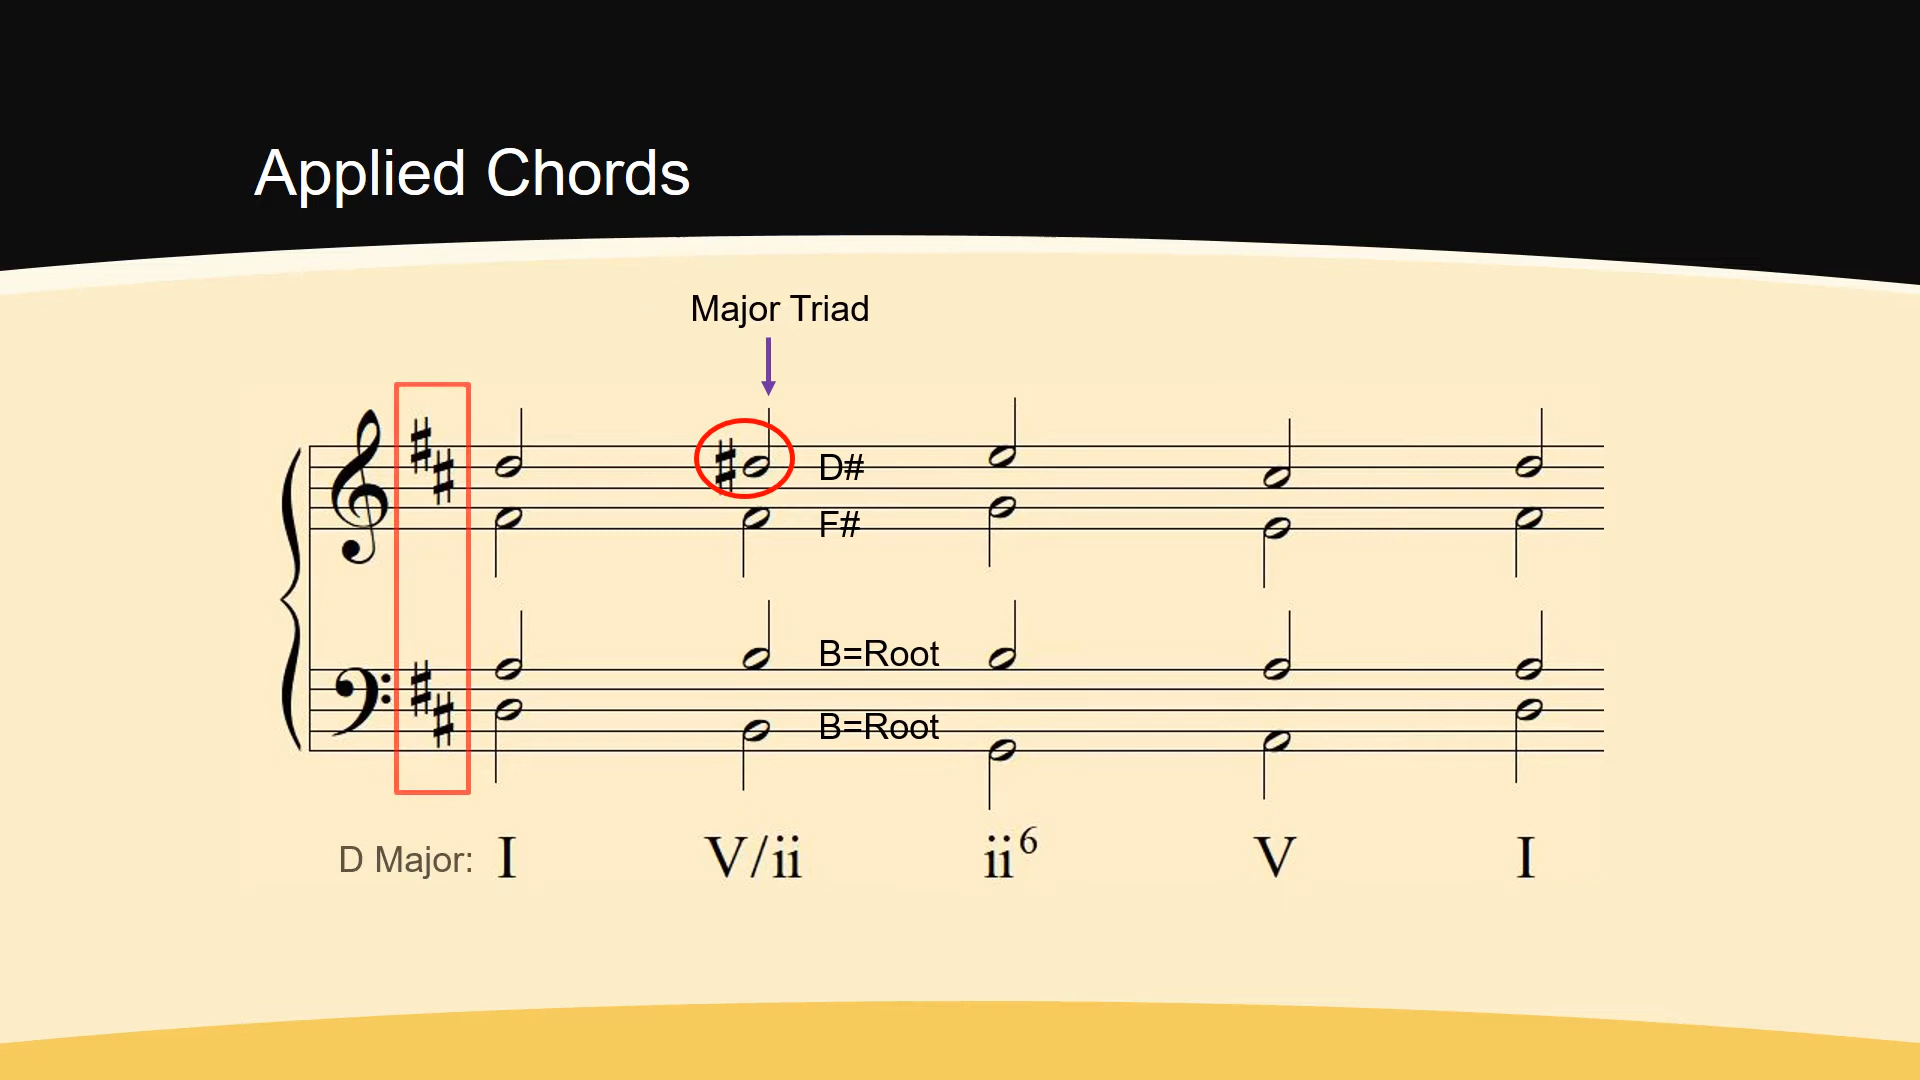 Applied Chords
Major Triad
D#
F#
B=Root
B=Root
D Major: I V/ii ii⁶ V I